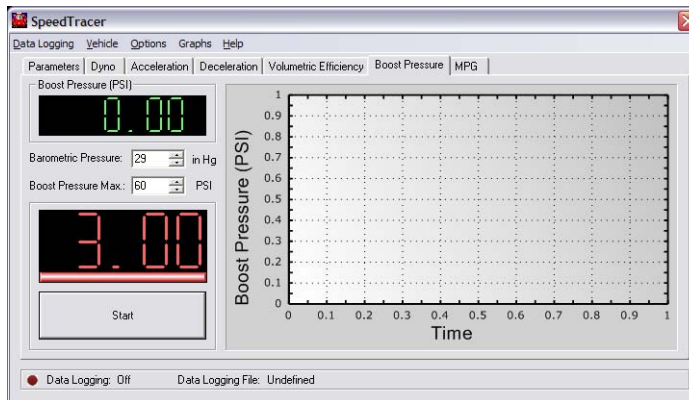 SpeedTracer
Data Logging Vehicle Options Graphs Help
Parameters Dyno Acceleration Deceleration Volumetric Efficiency Boost Pressure MPG
Boost Pressure (PSI)
0.00
Barometric Pressure: 29 in Hg
Boost Pressure Max.: 60 PSI
3.00
Start
Boost Pressure (PSI)
1
0.9
0.8
0.7
0.6
0.5
0.4
0.3
0.2
0.1
0
0 0.1 0.2 0.3 0.4 0.5 0.6 0.7 0.8 0.9 1
Time
Data Logging: Off Data Logging File: Undefined